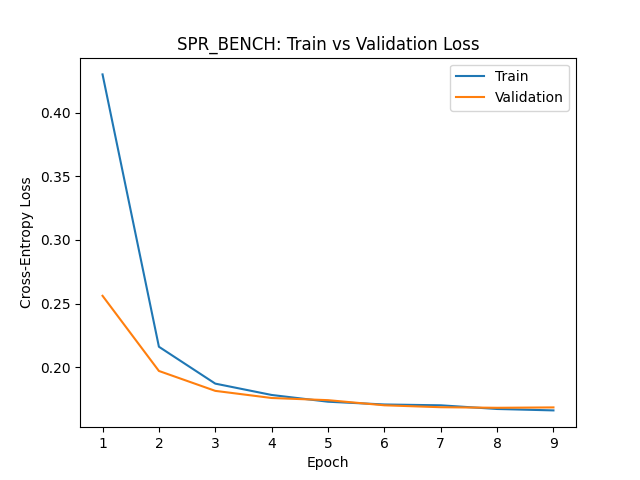 SPR_BENCH: Train vs Validation Loss
Train
Validation
Cross-Entropy Loss
0.40
0.35
0.30
0.25
0.20
1 2 3 4 5 6 7 8 9
Epoch